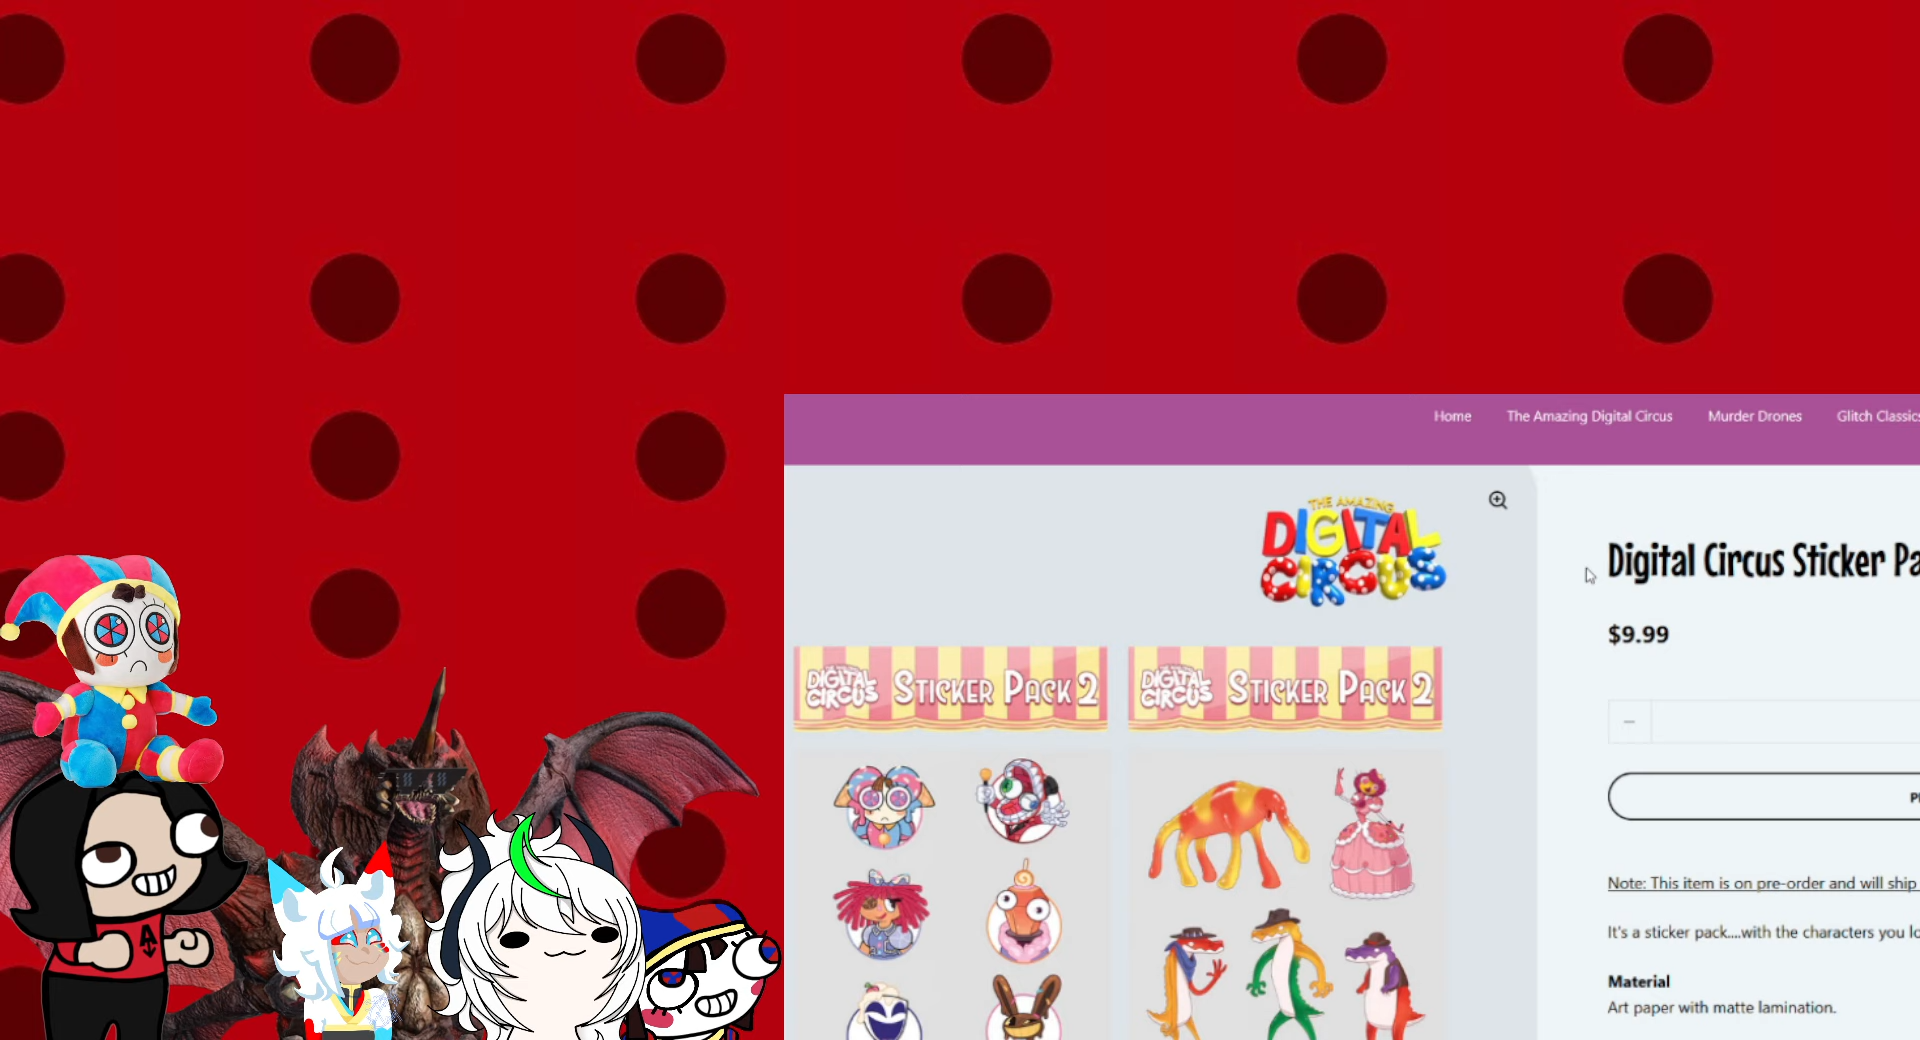 Home The Amazing Digital Circus Murder Drones Glitch Classics
THE AMAZING
DIGITAL
CIRCUS
Digital Circus Sticker Pa
$9.99
DIGITAL
CIRCUS
STICKER PACK 2
DIGITAL
CIRCUS
STICKER PACK 2
Note: This item is on pre-order and will ship
It's a sticker pack....with the characters you lo
Material
Art paper with matte lamination.